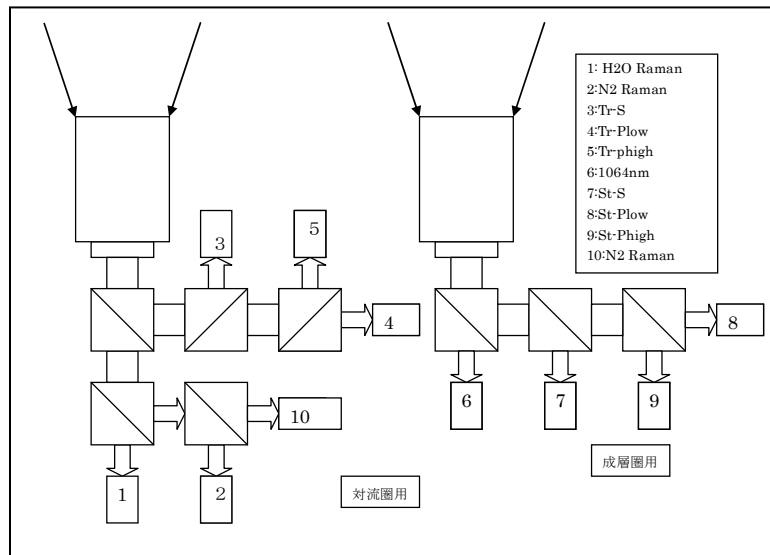 1: H2O Raman
2:N2 Raman
3:Tr-S
4:Tr-Plow
5:Tr-phigh
6:1064nm
7:St-S
8:St-Plow
9:St-Phigh
10:N2 Raman
3
5
4
8
6
7
9
10
成層圏用
1
2
対流圏用